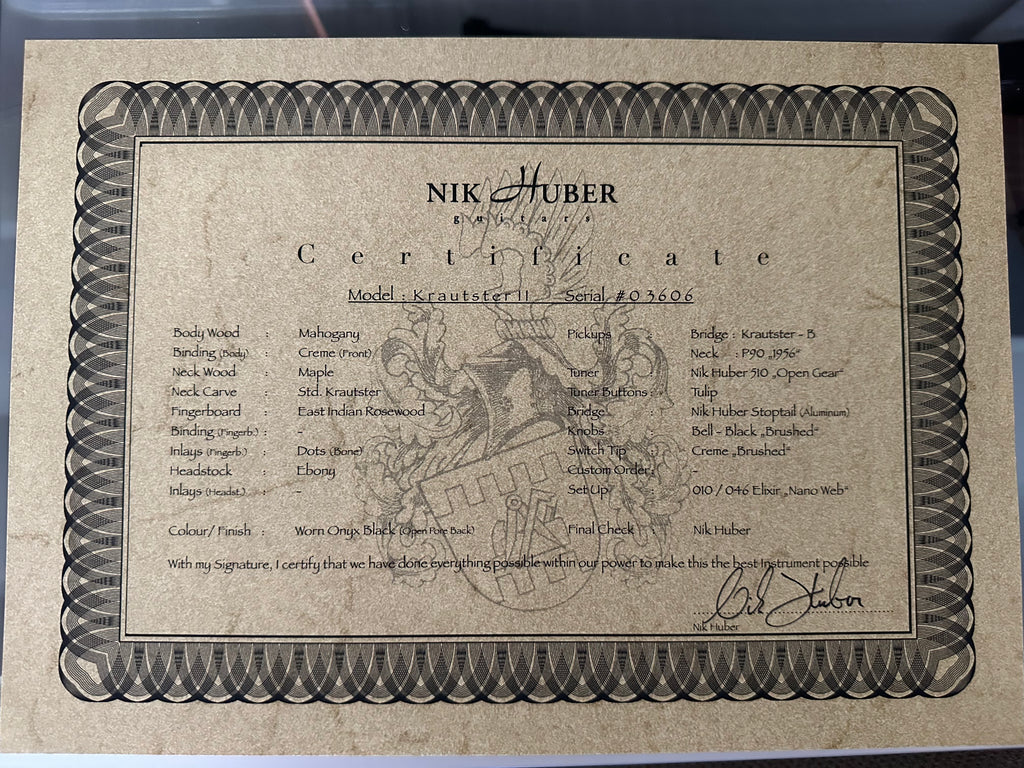 NIK HUBER
guitars
Certificate
Model : Krautster II Serial #03606
Body Wood : Mahogany
Binding (Body) : Creme (Front)
Neck Wood : Maple
Neck Carve : Std. Krautster
Fingerboard : East Indian Rosewood
Binding (Fingerb.) : -
Inlays (Fingerb.) : Dots (Bone)
Headstock : Ebony
Inlays (Headst.) : -
Colour/ Finish : Worn Onyx Black (Open Pore Back)
Pickups Bridge : Krautster - B
Neck : P90 „1956“
Tuner : Nik Huber 510 „Open Gear“
Tuner Buttons : Tulip
Bridge : Nik Huber Stoptail (Aluminum)
Knobs : Bell - Black „Brushed“
Switch Tip : Creme „Brushed“
Custom Order : -
Set Up : 010 / 046 Elixir „Nano Web“
Final Check : Nik Huber
With my Signature, I certify that we have done everything possible within our power to make this the best Instrument possible
Nik Huber
Nik Huber